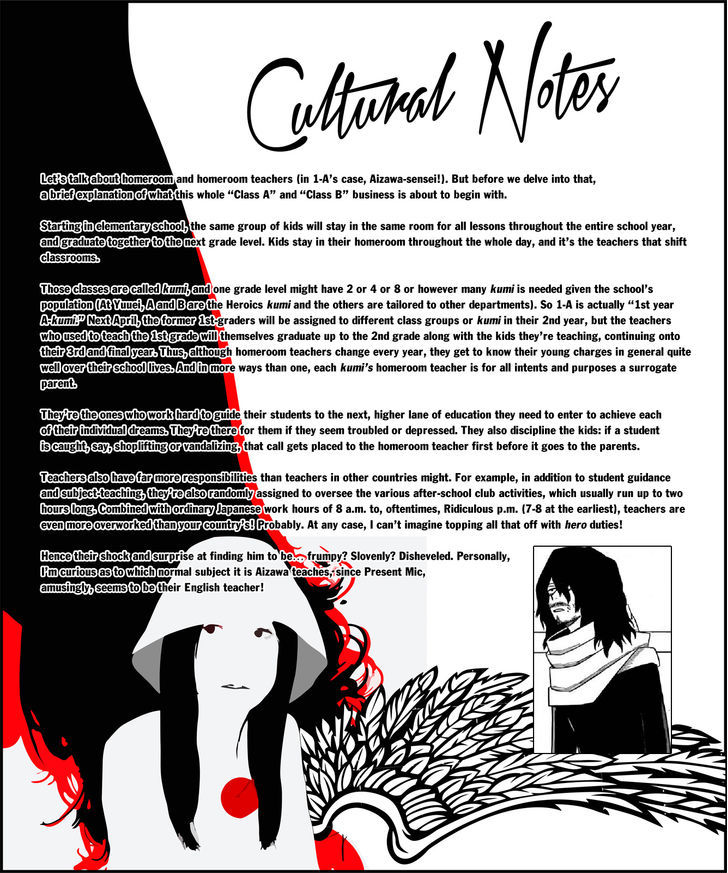 Cultural Notes
Let's talk about homeroom and homeroom teachers (in 1-A's case, Aizawa-sensei!). But before we delve into that,
a brief explanation of what this whole “Class A” and “Class B” business is about to begin with.
Starting in elementary school, the same group of kids will stay in the same room for all lessons throughout the entire school year,
and graduate together to the next grade level. Kids stay in their homeroom throughout the whole day, and it's the teachers that shift
classrooms.
Those classes are called kumi, and one grade level might have 2 or 4 or 8 or however many kumi is needed given the school's
population (At Yuuei, A and B are the Heroics kumi and the others are tailored to other departments). So 1-A is actually “1st year
A-kumi.” Next April, the former 1st-graders will be assigned to different class groups or kumi in their 2nd year, but the teachers
who used to teach the 1st grade will themselves graduate up to the 2nd grade along with the kids they're teaching, continuing onto
their 3rd and final year. Thus, although homeroom teachers change every year, they get to know their young charges in general quite
well over their school lives. And in more ways than one, each kumi's homeroom teacher is for all intents and purposes a surrogate
parent.
They're the ones who work hard to guide their students to the next, higher lane of education they need to enter to achieve each
of their individual dreams. They're there for them if they seem troubled or depressed. They also discipline the kids: if a student
is caught, say, shoplifting or vandalizing, that call gets placed to the homeroom teacher first before it goes to the parents.
Teachers also have far more responsibilities than teachers in other countries might. For example, in addition to student guidance
and subject-teaching, they're also randomly assigned to oversee the various after-school club activities, which usually run up to two
hours long. Combined with ordinary Japanese work hours of 8 a.m. to, oftentimes, Ridiculous p.m. (7-8 at the earliest), teachers are
even more overworked than your country's! Probably. At any case, I can't imagine topping all that off with hero duties!
Hence their shock and surprise at finding him to be... frumpy? Slovenly? Disheveled. Personally,
I'm curious as to which normal subject it is Aizawa teaches, since Present Mic,
amusingly, seems to be their English teacher!